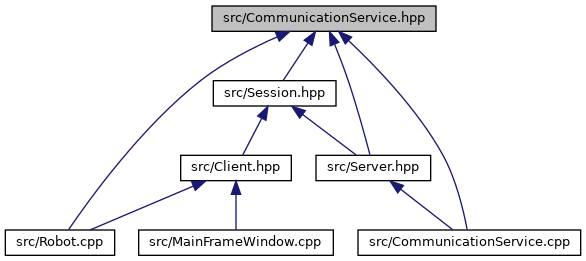 src/CommunicationService.hpp
src/Session.hpp
src/Client.hpp
src/Server.hpp
src/Robot.cpp
src/MainFrameWindow.cpp
src/CommunicationService.cpp